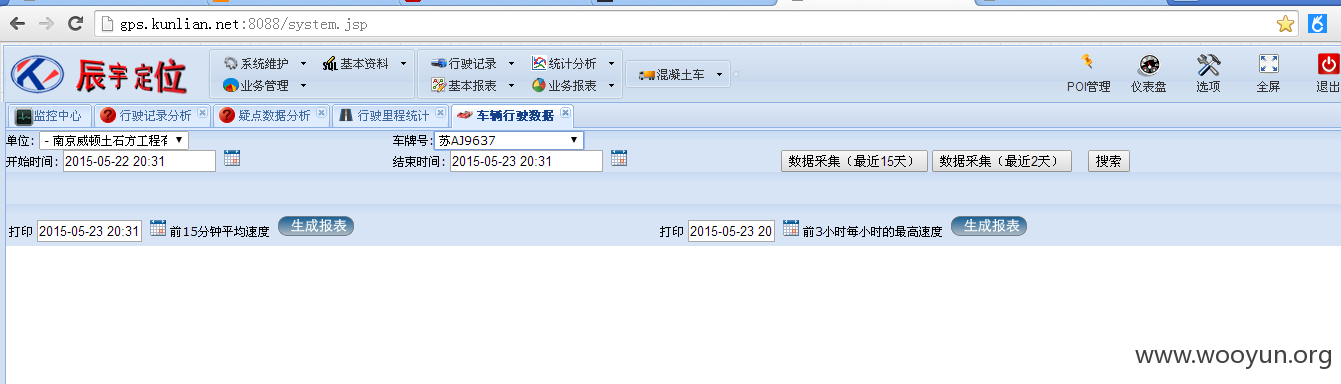 gps.kunlian.net:8088/system.jsp
辰宇定位
系统维护 基本资料 行驶记录 统计分析 混凝土车
业务管理 基本报表 业务报表
POI管理 仪表盘 选项 全屏 退出
监控中心 行驶记录分析 疑点数据分析 行驶里程统计 车辆行驶数据
单位: - 南京威顿土石方工程有 车牌号: 苏AJ9637
开始时间: 2015-05-22 20:31 结束时间: 2015-05-23 20:31 数据采集（最近15天） 数据采集（最近2天） 搜索
打印 2015-05-23 20:31 前15分钟平均速度 生成报表 打印 2015-05-23 20 前3小时每小时的最高速度 生成报表
www.wooyun.org